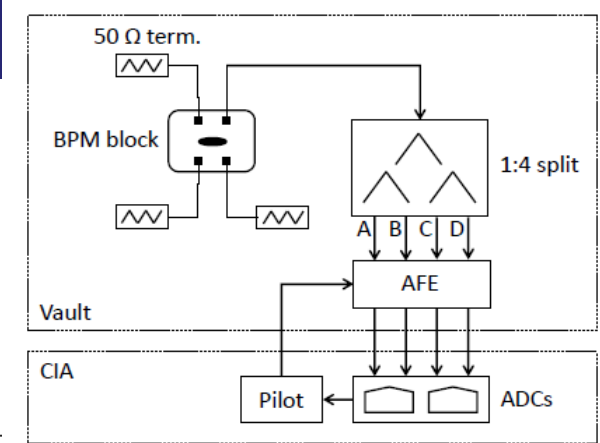 50 Ω term.
BPM block
1:4 split
A B C D
AFE
Vault
CIA
Pilot
ADCs